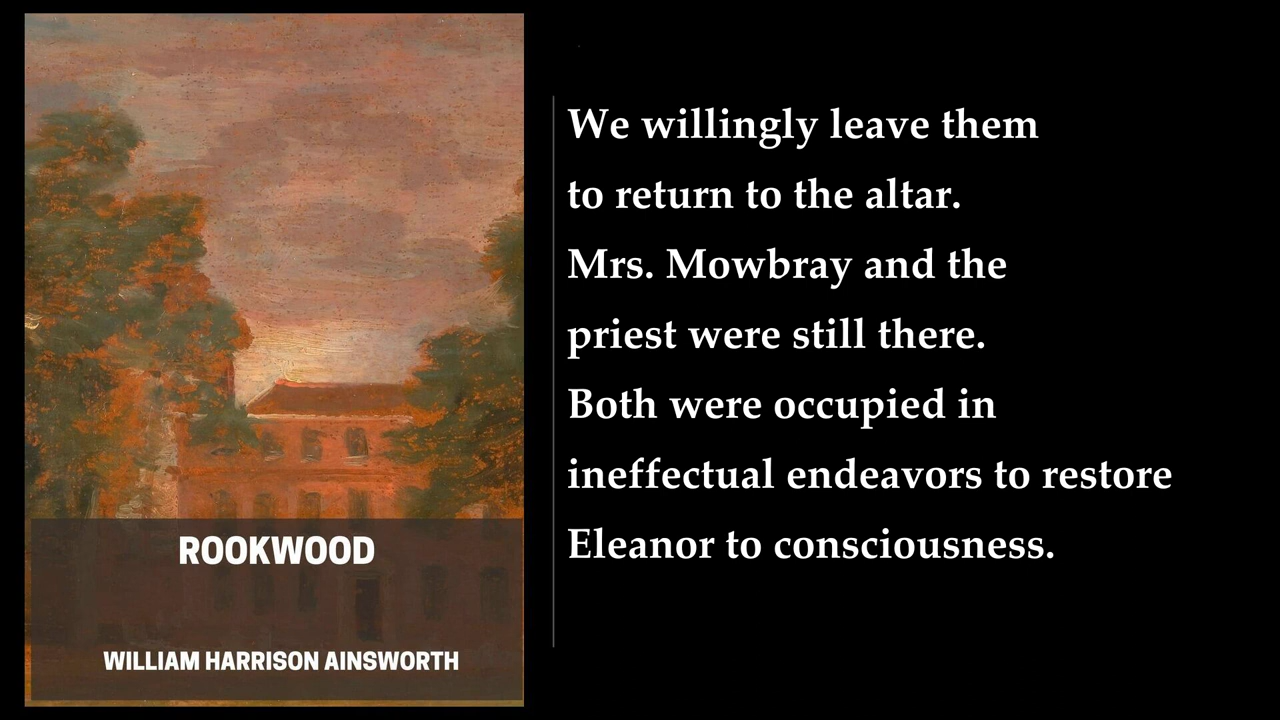 ROOKWOOD
WILLIAM HARRISON AINSWORTH
We willingly leave them
to return to the altar.
Mrs. Mowbray and the
priest were still there.
Both were occupied in
ineffectual endeavors to restore
Eleanor to consciousness.